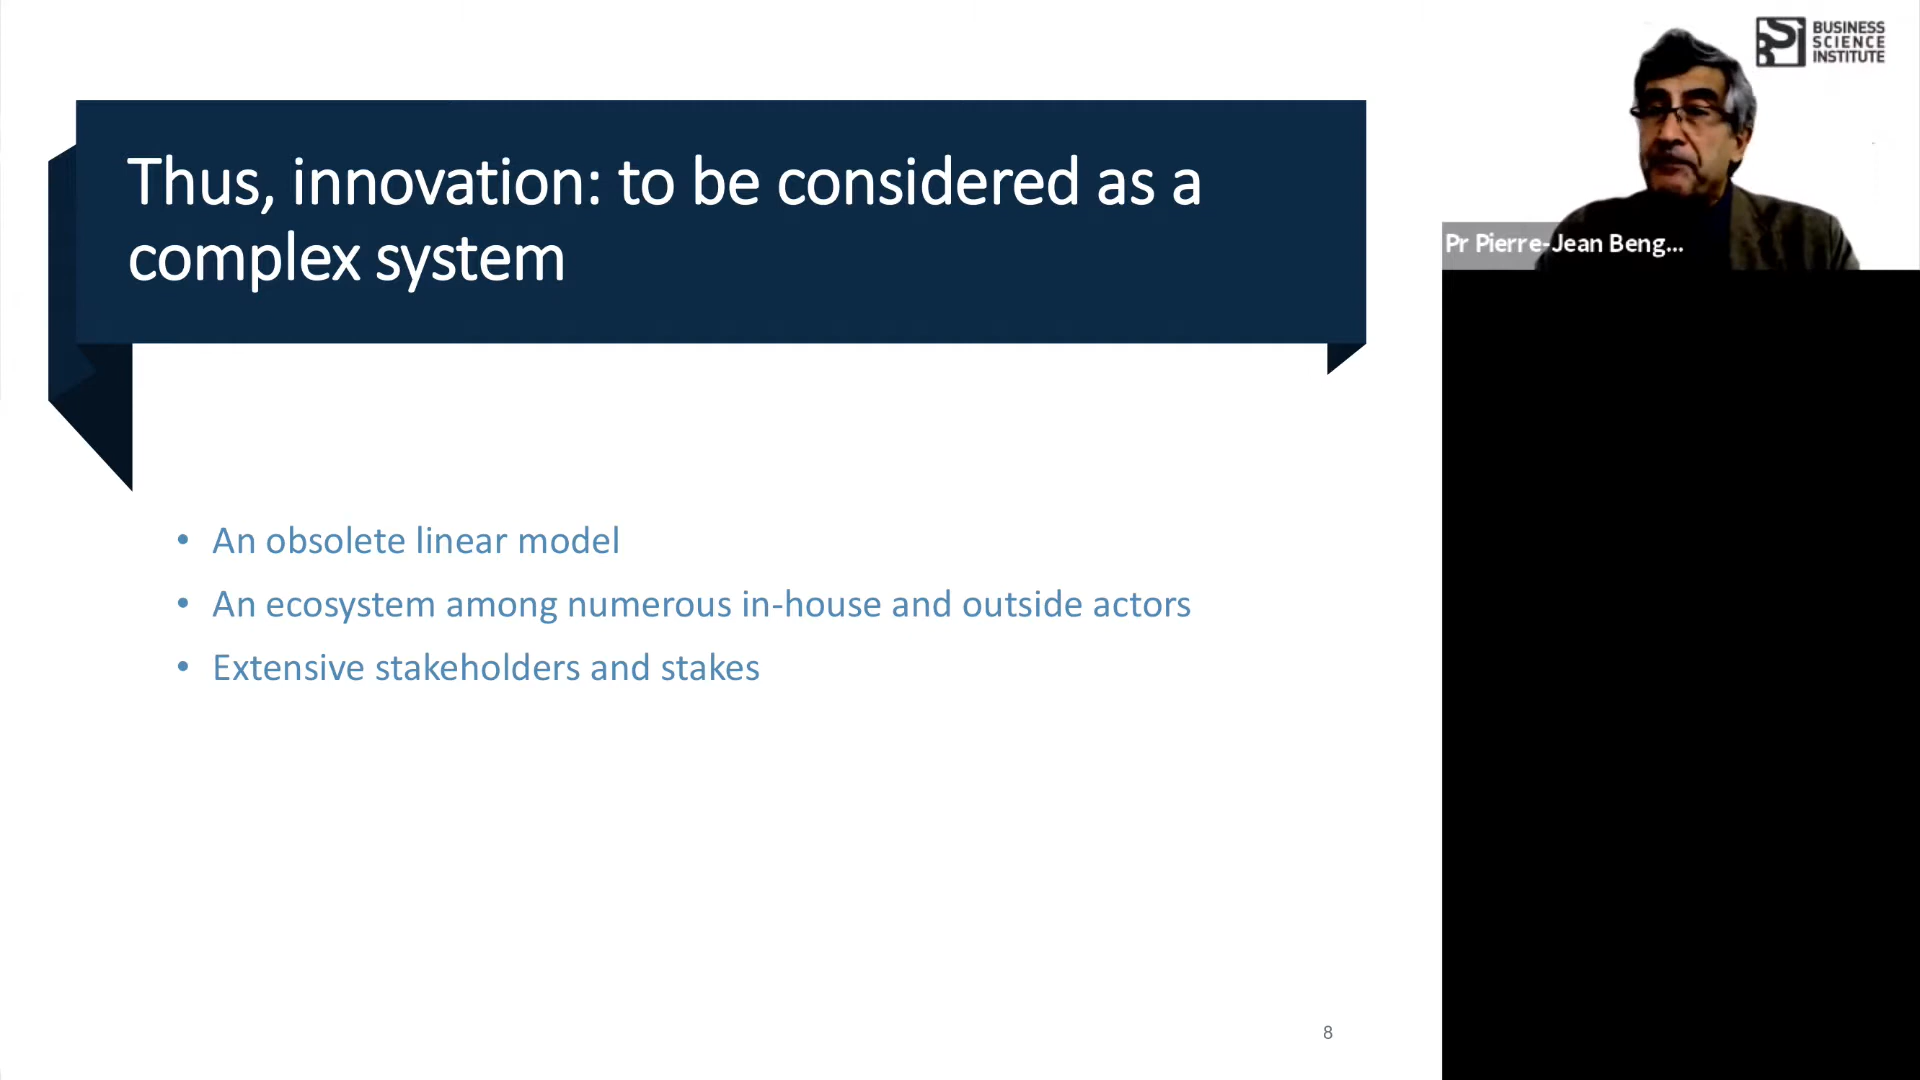 BUSINESS
SCIENCE
INSTITUTE
Thus, innovation: to be considered as a
complex system
Pr Pierre-Jean Beng...
• An obsolete linear model
• An ecosystem among numerous in-house and outside actors
• Extensive stakeholders and stakes
8